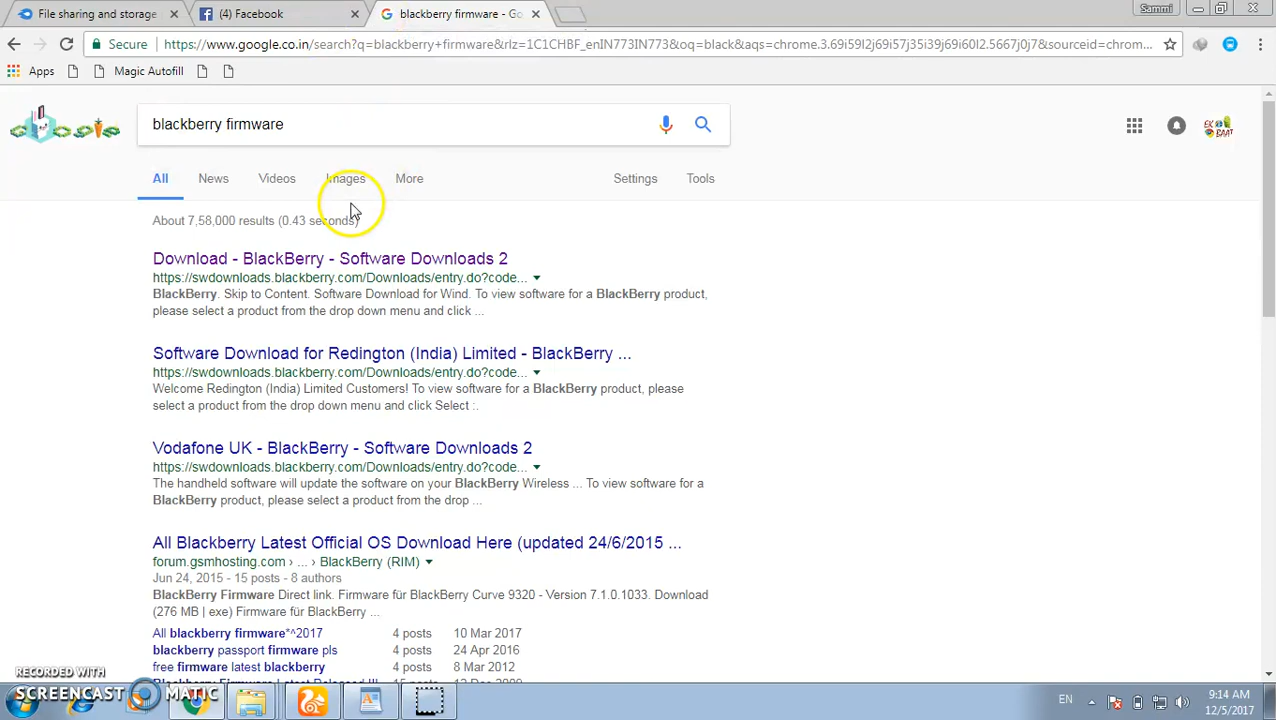 File sharing and storage
(4) Facebook
blackberry firmware - Go
Sammi
Secure https://www.google.co.in/search?q=blackberry+firmware&rlz=1C1CHBF_enIN773IN773&oq=black&aqs=chrome.3.69i59l2j69i57j35i39j69i60l2.5667j0j7&sourceid=chrom...
Apps Magic Autofill
blackberry firmware
EK BAAT
All News Videos Images More Settings Tools
About 7,58,000 results (0.43 seconds)
Download - BlackBerry - Software Downloads 2
https://swdownloads.blackberry.com/Downloads/entry.do?code...
BlackBerry. Skip to Content. Software Download for Wind. To view software for a BlackBerry product,
please select a product from the drop down menu and click ...
Software Download for Redington (India) Limited - BlackBerry ...
https://swdownloads.blackberry.com/Downloads/entry.do?code...
Welcome Redington (India) Limited Customers! To view software for a BlackBerry product, please
select a product from the drop down menu and click Select :.
Vodafone UK - BlackBerry - Software Downloads 2
https://swdownloads.blackberry.com/Downloads/entry.do?code...
The handheld software will update the software on your BlackBerry Wireless ... To view software for a
BlackBerry product, please select a product from the drop ...
All Blackberry Latest Official OS Download Here (updated 24/6/2015 ...
forum.gsmhosting.com › ... › BlackBerry (RIM)
Jun 24, 2015 - 15 posts - 8 authors
BlackBerry Firmware Direct link. Firmware für BlackBerry Curve 9320 - Version 7.1.0.1033. Download
(276 MB | exe) Firmware für BlackBerry ...
All blackberry firmware*^2017 4 posts 10 Mar 2017
blackberry passport firmware pls 4 posts 24 Apr 2016
free firmware latest blackberry 4 posts 8 Mar 2012
RECORDED WITH
SCREENCAST MATIC
EN
9:14 AM
12/5/2017